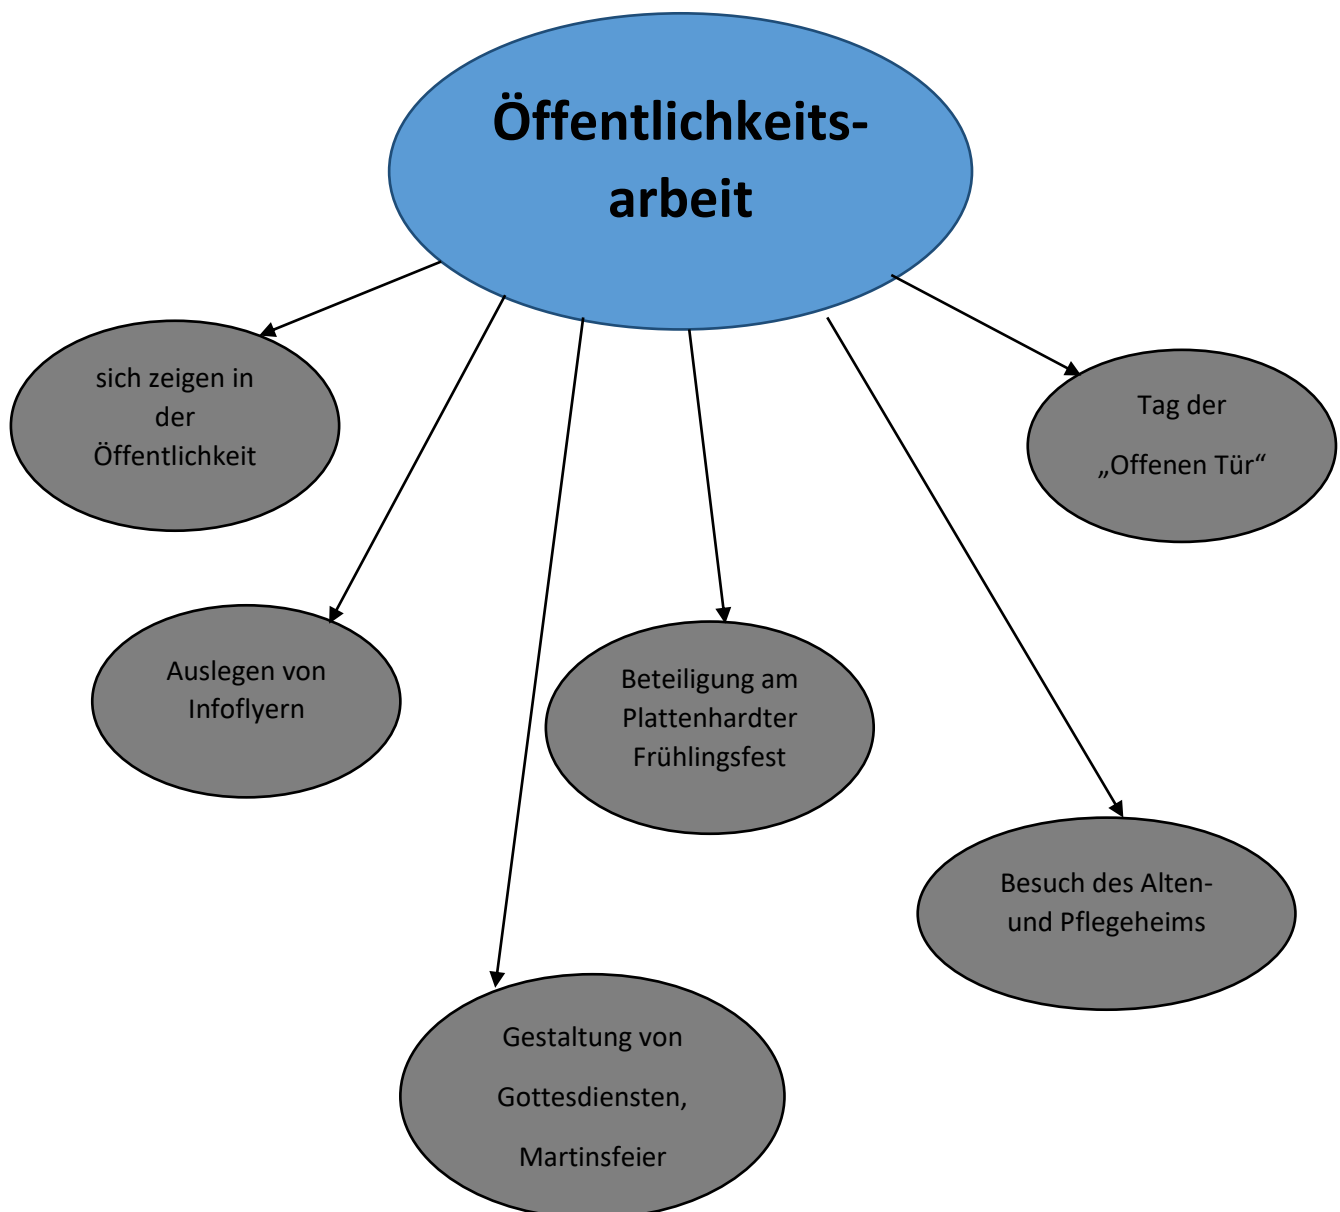 Öffentlichkeits-
arbeit
sich zeigen in
der
Öffentlichkeit
Tag der
„Offenen Tür“
Auslegen von
Infoflyern
Beteiligung am
Plattenhardter
Frühlingsfest
Besuch des Alten-
und Pflegeheims
Gestaltung von
Gottesdiensten,
Martinsfeier